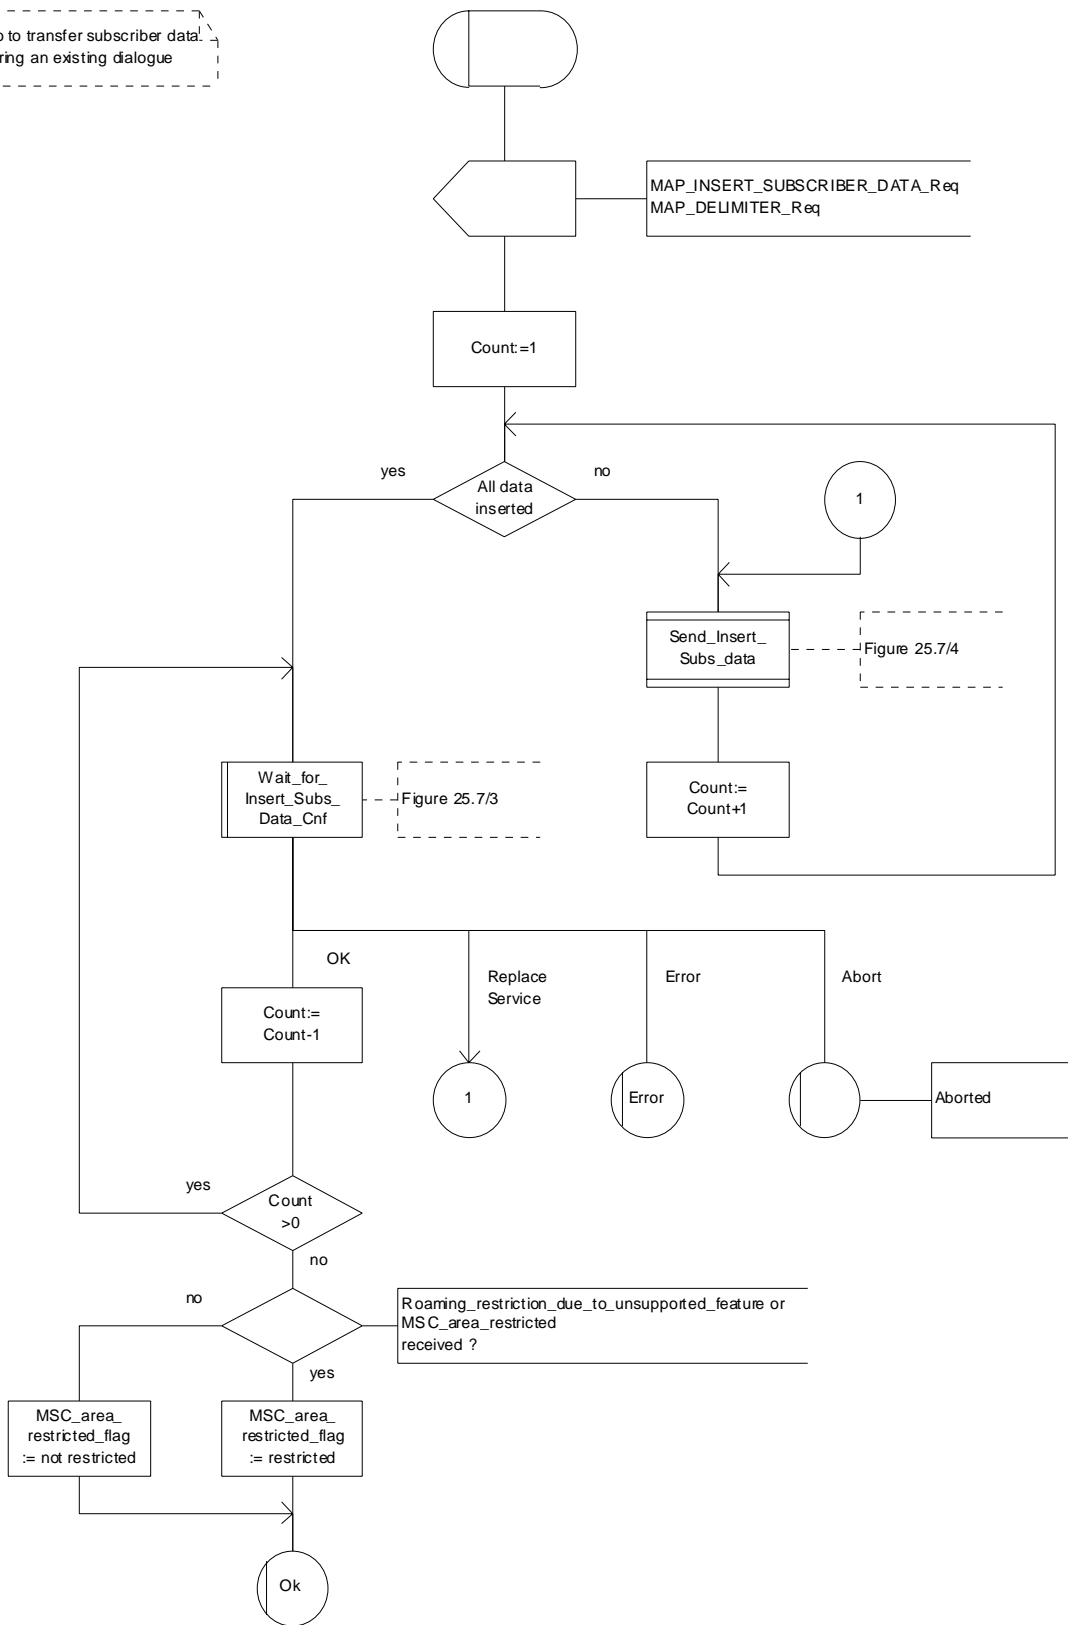 to transfer subscriber data
an existing dialogue
MAP_INSERT_SUBSCRIBER_DATA_Req
MAP_DELIMITER_Req
Count:=1
yes
no
All data
inserted
1
Send_Insert_
Subs_data
Figure 25.7/4
Wait_for_
Insert_Subs_
Data_Cnf
Figure 25.7/3
Count:=
Count+1
OK
Replace
Service
Error
Abort
Count:=
Count-1
1
Error
Aborted
yes
Count
>0
no
no
Roaming_restriction_due_to_unsupported_feature or
MSC_area_restricted
received ?
yes
MSC_area_
restricted_flag
:= not restricted
MSC_area_
restricted_flag
:= restricted
Ok